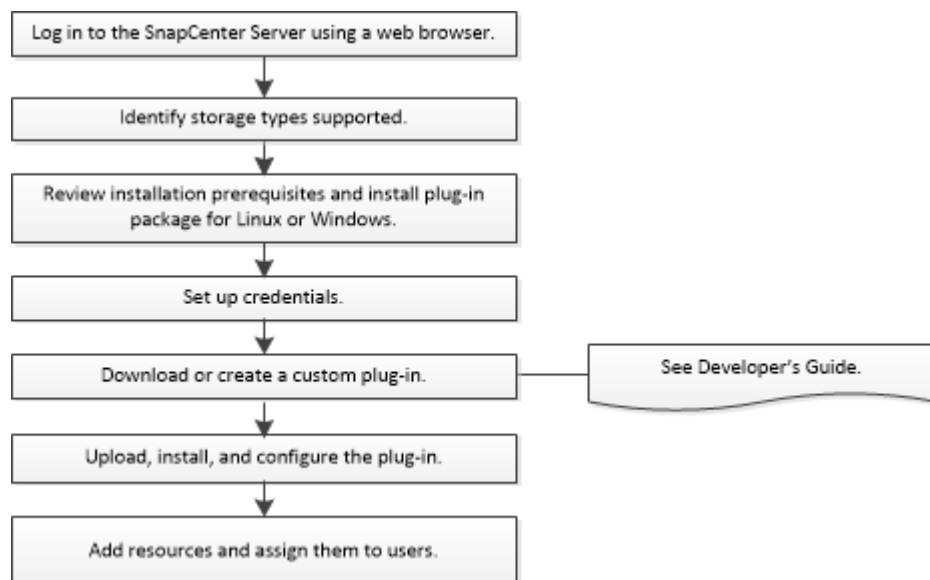 Log in to the SnapCenter Server using a web browser.
Identify storage types supported.
Review installation prerequisites and install plug-in
package for Linux or Windows.
Set up credentials.
Download or create a custom plug-in.
See Developer's Guide.
Upload, install, and configure the plug-in.
Add resources and assign them to users.